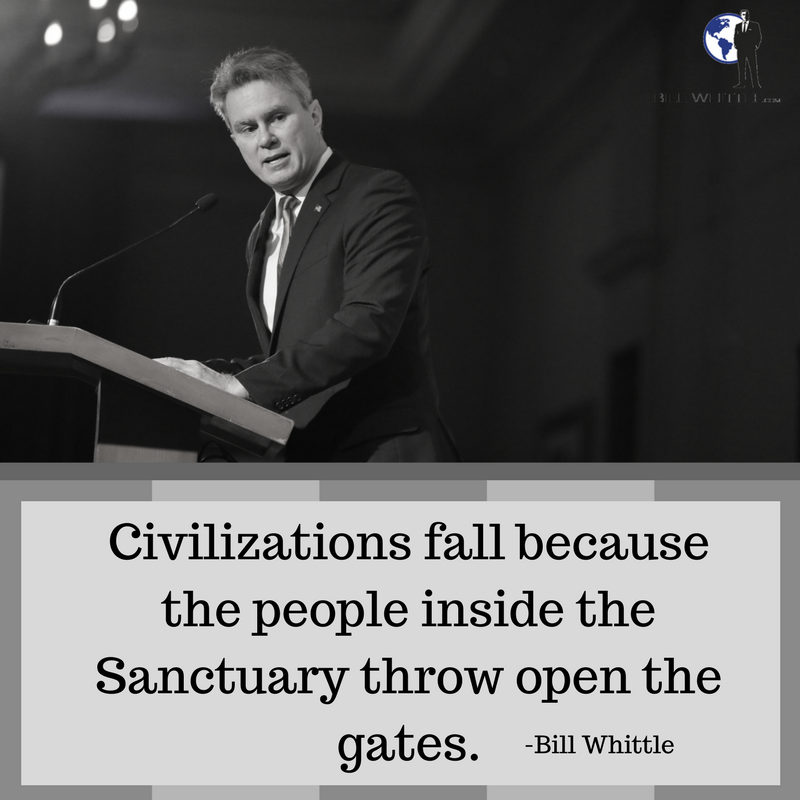 BILL WHITTLE.COM
Civilizations fall because
the people inside the
Sanctuary throw open the
gates. -Bill Whittle